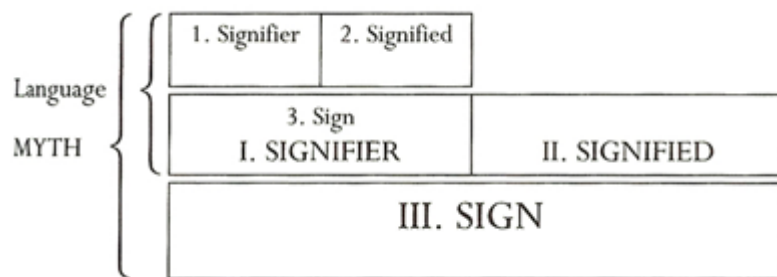 1. Signifier 2. Signified
Language
3. Sign
MYTH I. SIGNIFIER II. SIGNIFIED
III. SIGN